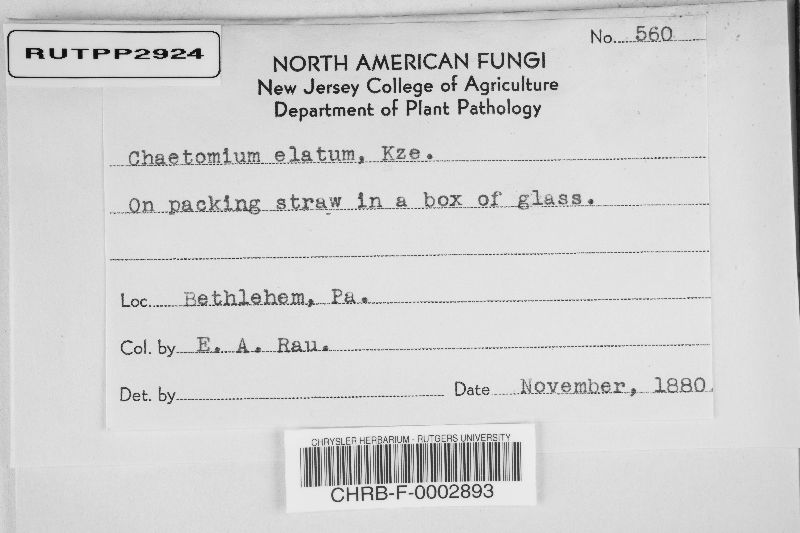 RUTPP2924
No. 560
NORTH AMERICAN FUNGI
New Jersey College of Agriculture
Department of Plant Pathology
Chaetomium elatum, Kze.
On packing straw in a box of glass.
Loc. Bethlehem, Pa.
Col. by E. A. Rau.
Det. by
Date November, 1880.
CHRYSLER HERBARIUM - RUTGERS UNIVERSITY
CHRB-F-0002893